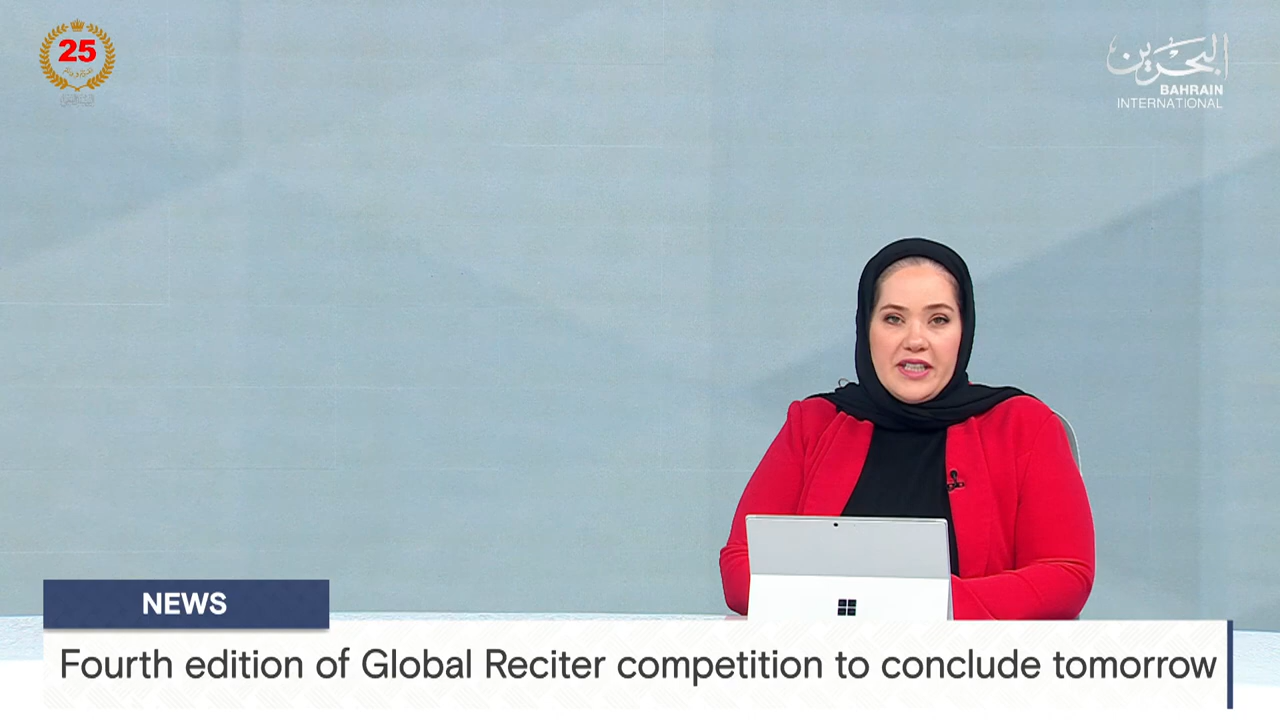 25
البحرين
BAHRAIN
INTERNATIONAL
NEWS
Fourth edition of Global Reciter competition to conclude tomorrow